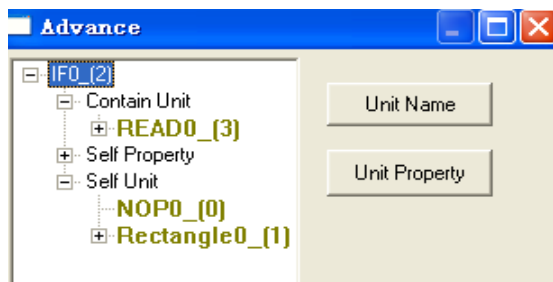 Advance
IF0_(2)
Contain Unit
READ0_(3)
Self Property
Self Unit
NOP0_(0)
Rectangle0_(1)
Unit Name
Unit Property